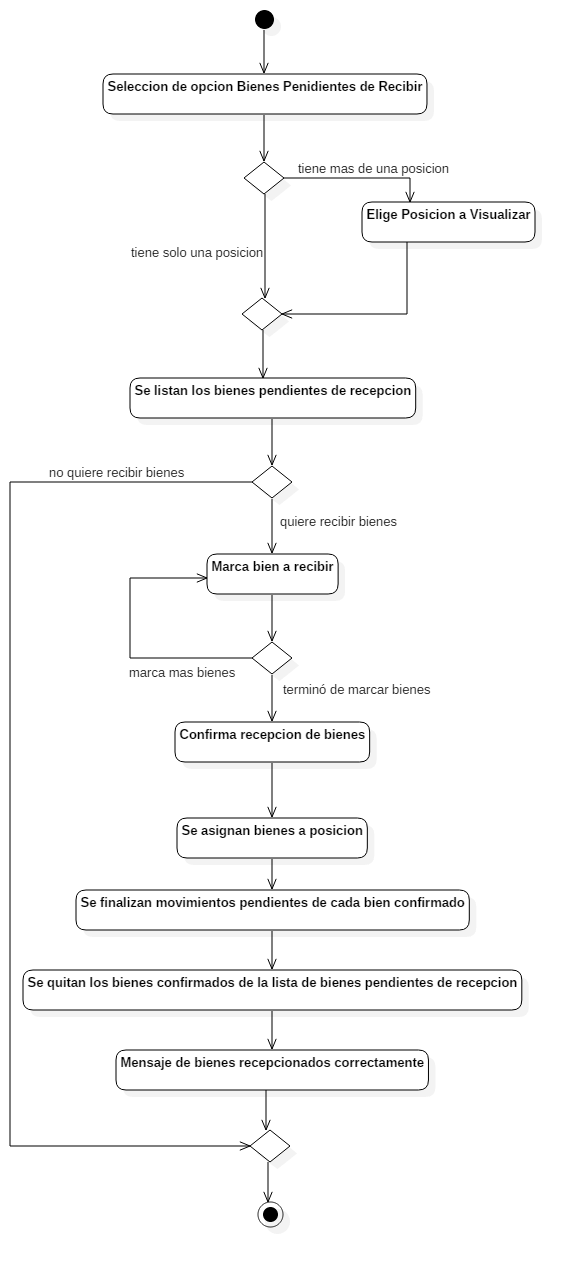 Seleccion de opcion Bienes Penidientes de Recibir
tiene mas de una posicion
Elige Posicion a Visualizar
tiene solo una posicion
Se listan los bienes pendientes de recepcion
no quiere recibir bienes
quiere recibir bienes
Marca bien a recibir
marca mas bienes
terminó de marcar bienes
Confirma recepcion de bienes
Se asignan bienes a posicion
Se finalizan movimientos pendientes de cada bien confirmado
Se quitan los bienes confirmados de la lista de bienes pendientes de recepcion
Mensaje de bienes recepcionados correctamente